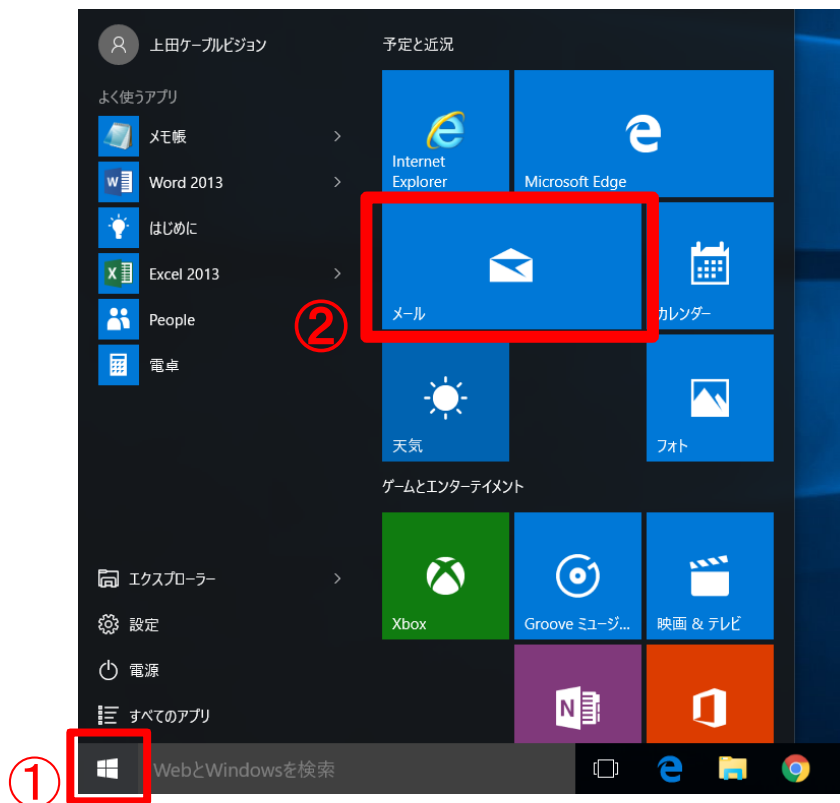 上田ケーブルビジョン
よく使うアプリ
メモ帳
Word 2013
はじめに
Excel 2013
People
電卓
エクスプローラー
設定
電源
すべてのアプリ
予定と近況
Internet
Explorer
Microsoft Edge
メール
カレンダー
天気
フォト
ゲームとエンターテイメント
Xbox
Groove ミュージ...
映画 & テレビ
②
①
WebとWindowsを検索